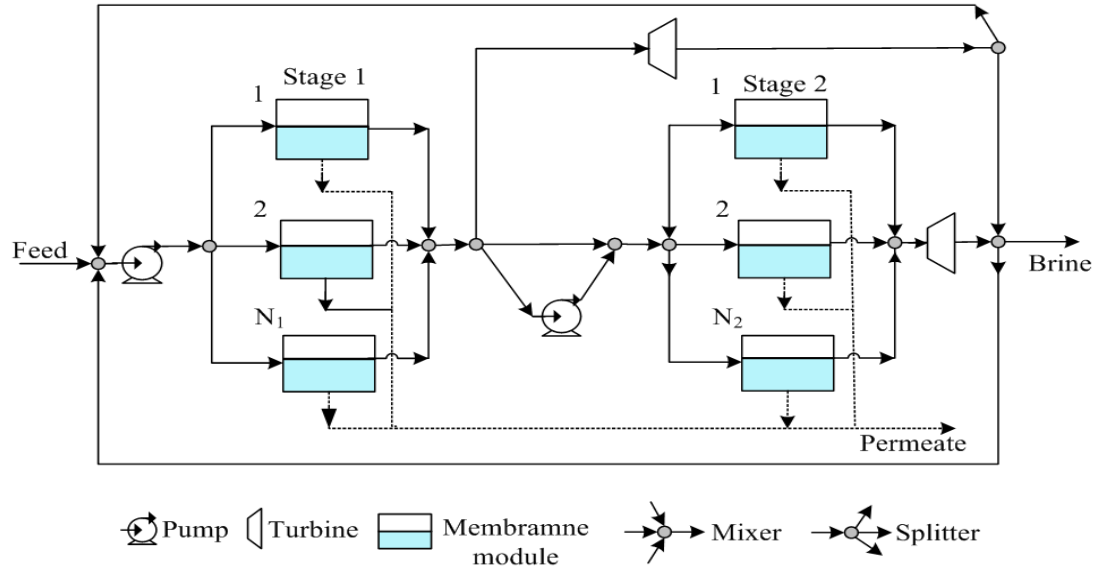 Stage 1
1
2
N₁
Feed
1
Stage 2
2
N₂
Brine
Permeate
Pump
Turbine
Membramne
module
Mixer
Splitter